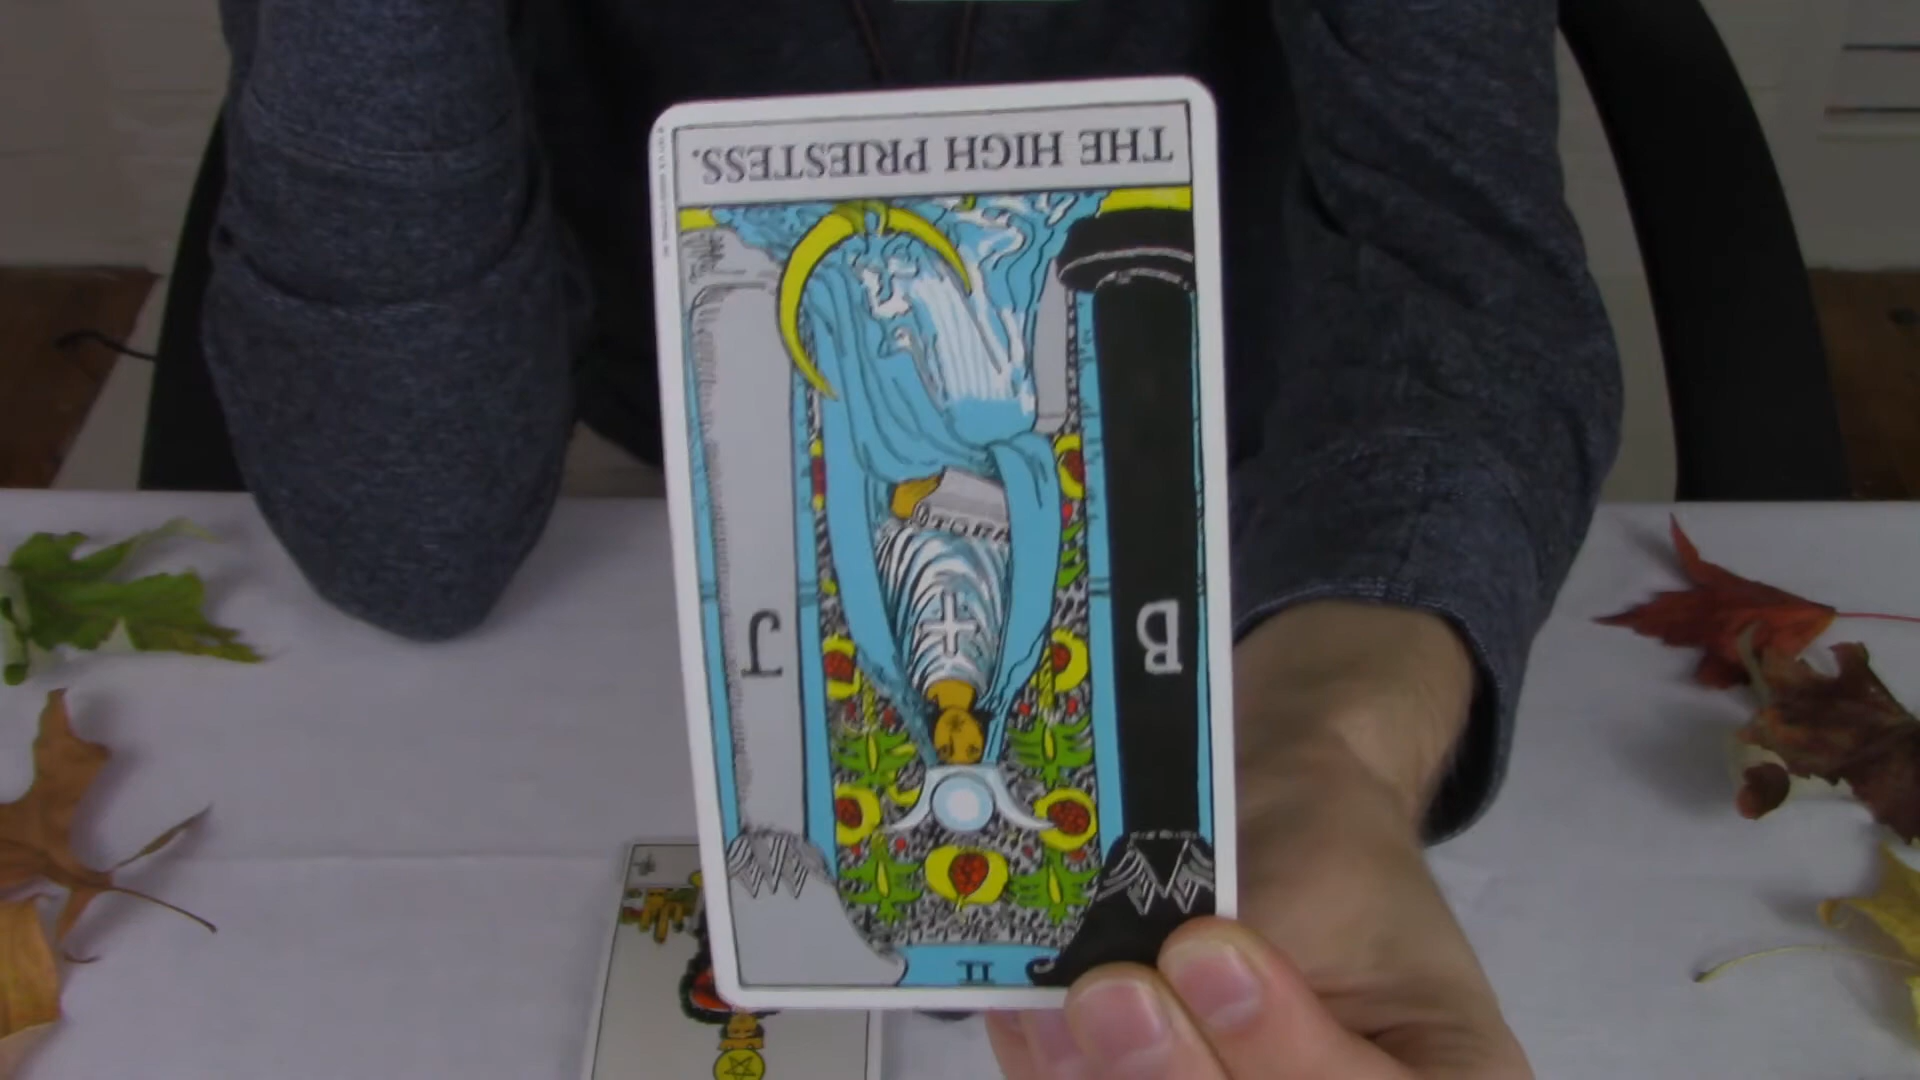 THE HIGH PRIESTESS.
TORA
J
B
II